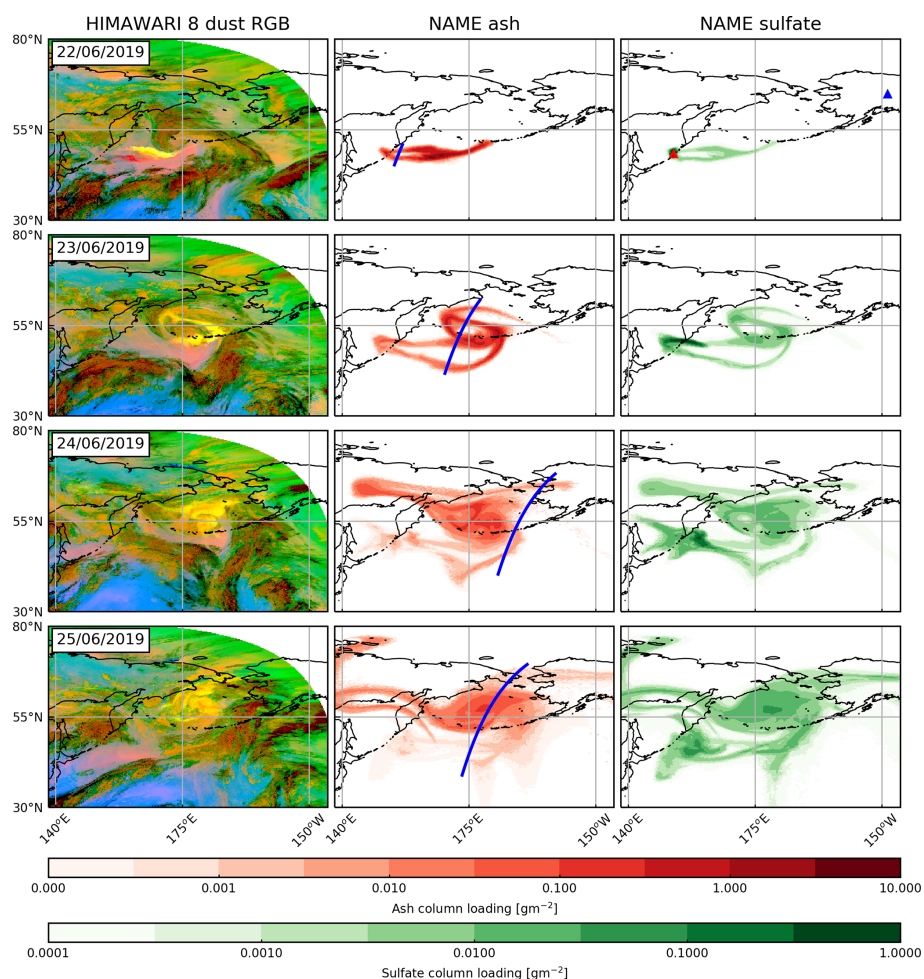 HIMAWARI 8 dust RGB NAME ash NAME sulfate
80°N
22/06/2019
55°N
30°N
80°N
23/06/2019
55°N
30°N
80°N
24/06/2019
55°N
30°N
80°N
25/06/2019
55°N
30°N
140°E 175°E 150°W 140°E 175°E 150°W 140°E 175°E 150°W
0.000 0.001 0.010 0.100 1.000 10.000
Ash column loading [gm⁻²]
0.0001 0.0010 0.0100 0.1000 1.0000
Sulfate column loading [gm⁻²]